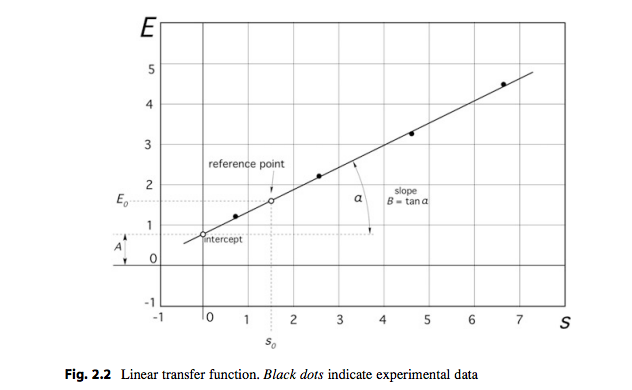 E
5
4
3
reference point
2
E₀
α
slope
B = tan α
1
A
intercept
0
-1
-1 0 1 2 3 4 5 6 7 S
s₀
Fig. 2.2 Linear transfer function. Black dots indicate experimental data